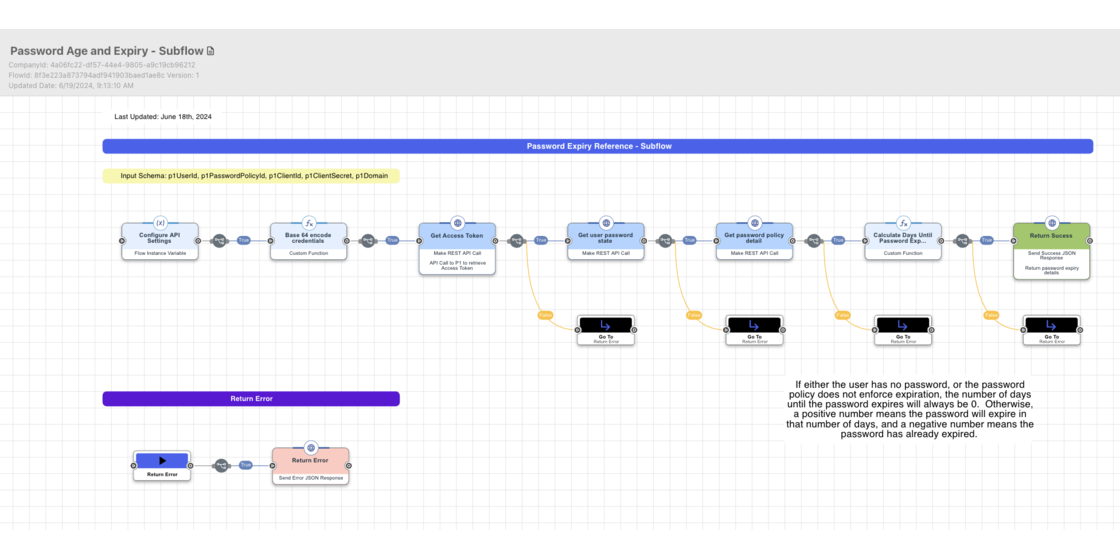 Password Age and Expiry - Subflow
CompanyId: 4a06fc22-df57-44e4-9805-a9c19cb96212
FlowId: 8f3e223a873794adf941903baed1ae8c Version: 1
Updated Date: 6/19/2024, 9:13:10 AM
Last Updated: June 18th, 2024
Password Expiry Reference - Subflow
Input Schema: p1UserId, p1PasswordPolicyId, p1ClientId, p1ClientSecret, p1Domain
Configure API
Settings
Flow Instance Variable
True
Base 64 encode
credentials
Custom Function
True
Get Access Token
Make REST API Call
API Call to P1 to retrieve
Access Token
True
Get user password
state
Make REST API Call
True
Get password policy
detail
Make REST API Call
True
Calculate Days Until
Password Exp...
Custom Function
True
Return Sucess
Send Success JSON
Response
Return password expiry
details
False
Go To
Return Error
False
Go To
Return Error
False
Go To
Return Error
False
Go To
Return Error
If either the user has no password, or the password
policy does not enforce expiration, the number of days
until the password expires will always be 0. Otherwise,
a positive number means the password will expire in
that number of days, and a negative number means the
password has already expired.
Return Error
Return Error
True
Return Error
Send Error JSON Response